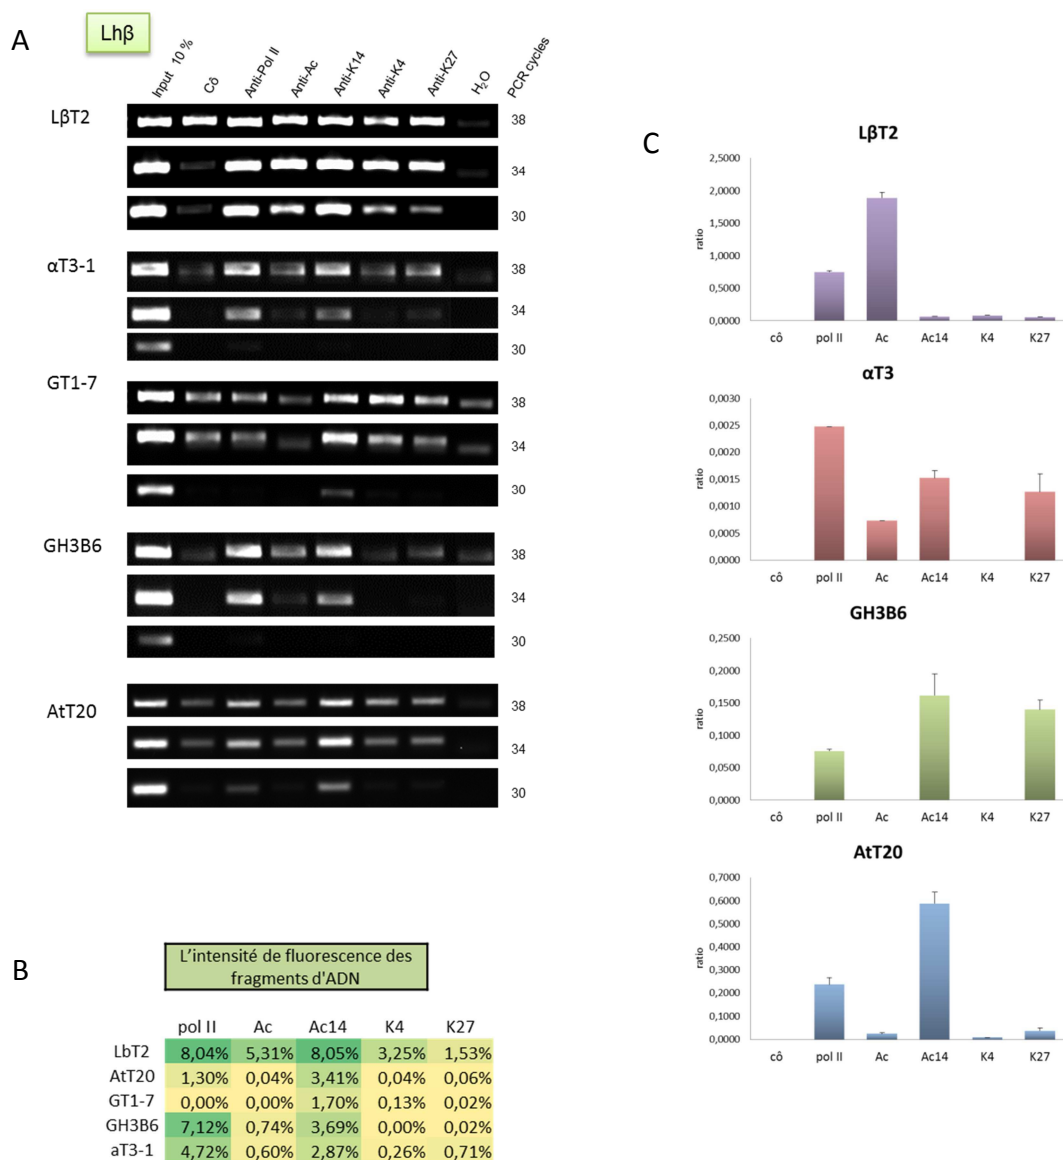 A
Lhβ
Input 10 %
Cô
Anti-Pol II
Anti-Ac
Anti-K14
Anti-K4
Anti-K27
H₂O
PCR cycles
LβT2
38
34
30
αT3-1
38
34
30
GT1-7
38
34
30
GH3B6
38
34
30
AtT20
38
34
30
B
L'intensité de fluorescence des
fragments d'ADN
pol II Ac Ac14 K4 K27
LbT2 8,04% 5,31% 8,05% 3,25% 1,53%
AtT20 1,30% 0,04% 3,41% 0,04% 0,06%
GT1-7 0,00% 0,00% 1,70% 0,13% 0,02%
GH3B6 7,12% 0,74% 3,69% 0,00% 0,02%
aT3-1 4,72% 0,60% 2,87% 0,26% 0,71%
C
LβT2
2,5000
2,0000
1,5000
1,0000
0,5000
0,0000
ratio
cô pol II Ac Ac14 K4 K27
αT3
0,0030
0,0025
0,0020
0,0015
0,0010
0,0005
0,0000
ratio
cô pol II Ac Ac14 K4 K27
GH3B6
0,2500
0,2000
0,1500
0,1000
0,0500
0,0000
ratio
cô pol II Ac Ac14 K4 K27
AtT20
0,7000
0,6000
0,5000
0,4000
0,3000
0,2000
0,1000
0,0000
ratio
cô pol II Ac Ac14 K4 K27